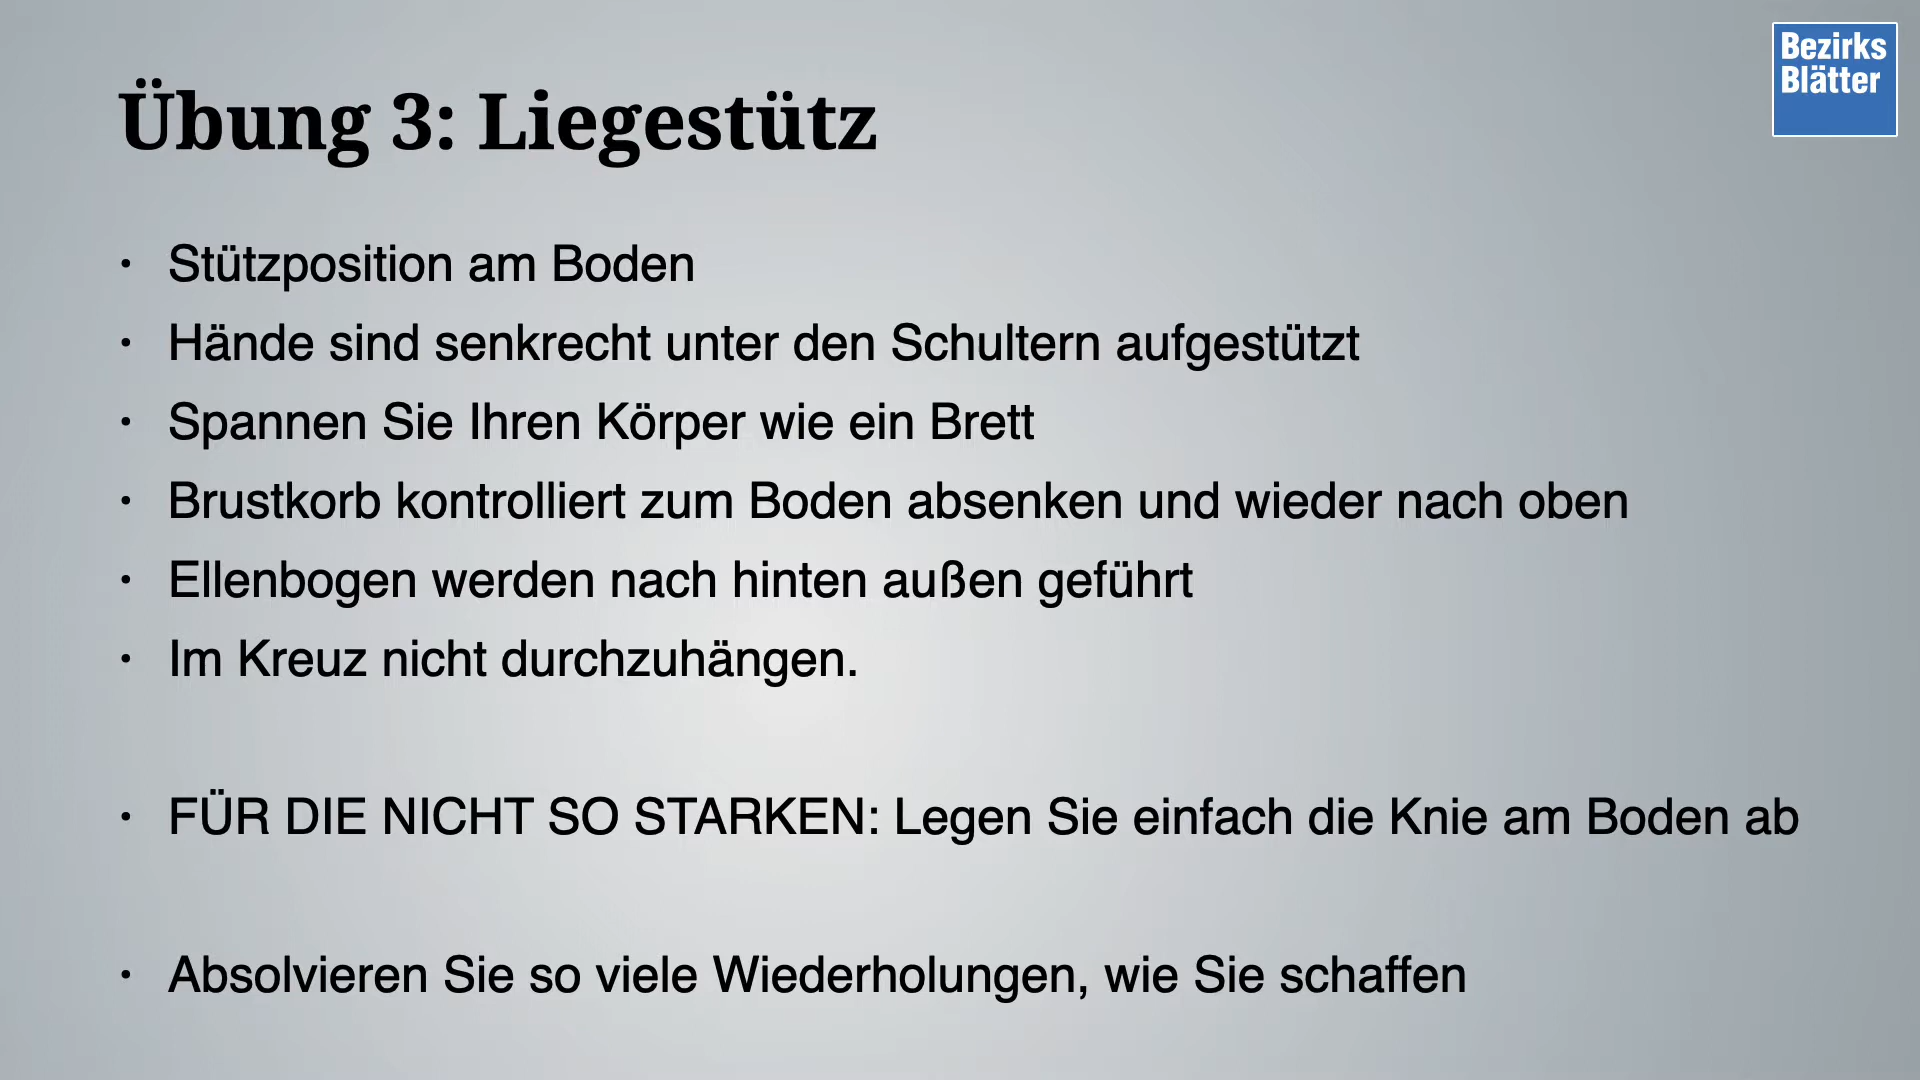 Bezirks
Blätter
Übung 3: Liegestütz
• Stützposition am Boden
• Hände sind senkrecht unter den Schultern aufgestützt
• Spannen Sie Ihren Körper wie ein Brett
• Brustkorb kontrolliert zum Boden absenken und wieder nach oben
• Ellenbogen werden nach hinten außen geführt
• Im Kreuz nicht durchzuhängen.
• FÜR DIE NICHT SO STARKEN: Legen Sie einfach die Knie am Boden ab
• Absolvieren Sie so viele Wiederholungen, wie Sie schaffen